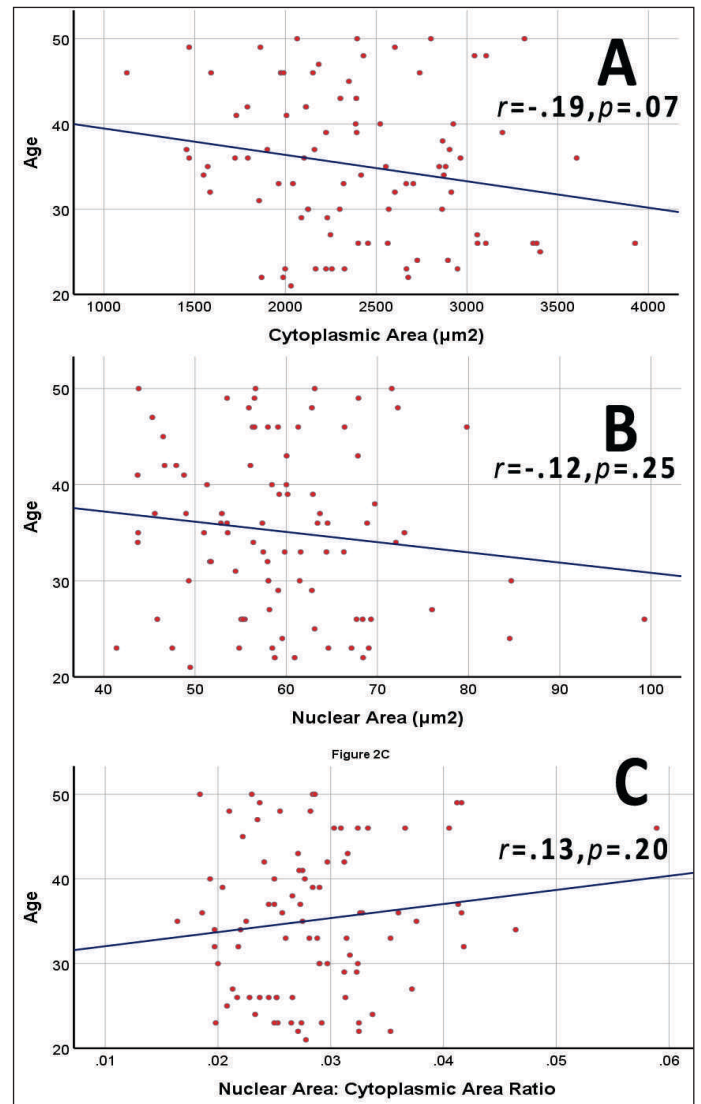 50
40
30
20
Age
A
r=-.19,p=.07
1000 1500 2000 2500 3000 3500 4000
Cytoplasmic Area (µm2)
50
40
30
20
Age
B
r=-.12,p=.25
40 50 60 70 80 90 100
Nuclear Area (µm2)
Figure 2C
50
40
30
20
Age
C
r=.13,p=.20
.01 .02 .03 .04 .05 .06
Nuclear Area: Cytoplasmic Area Ratio